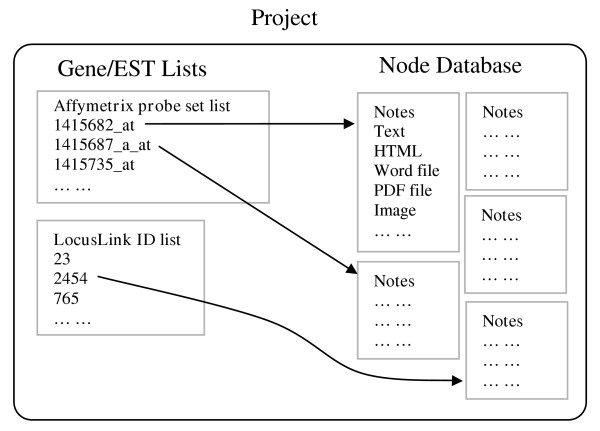 Project
Gene/EST Lists
Affymetrix probe set list
1415682_at
1415687_a_at
1415735_at
... ...
LocusLink ID list
23
2454
765
... ...
Node Database
Notes
Text
HTML
Word file
PDF file
Image
... ...
Notes
... ...
... ...
... ...
Notes
... ...
... ...
... ...
Notes
... ...
... ...
... ...
Notes
... ...
... ...
... ...